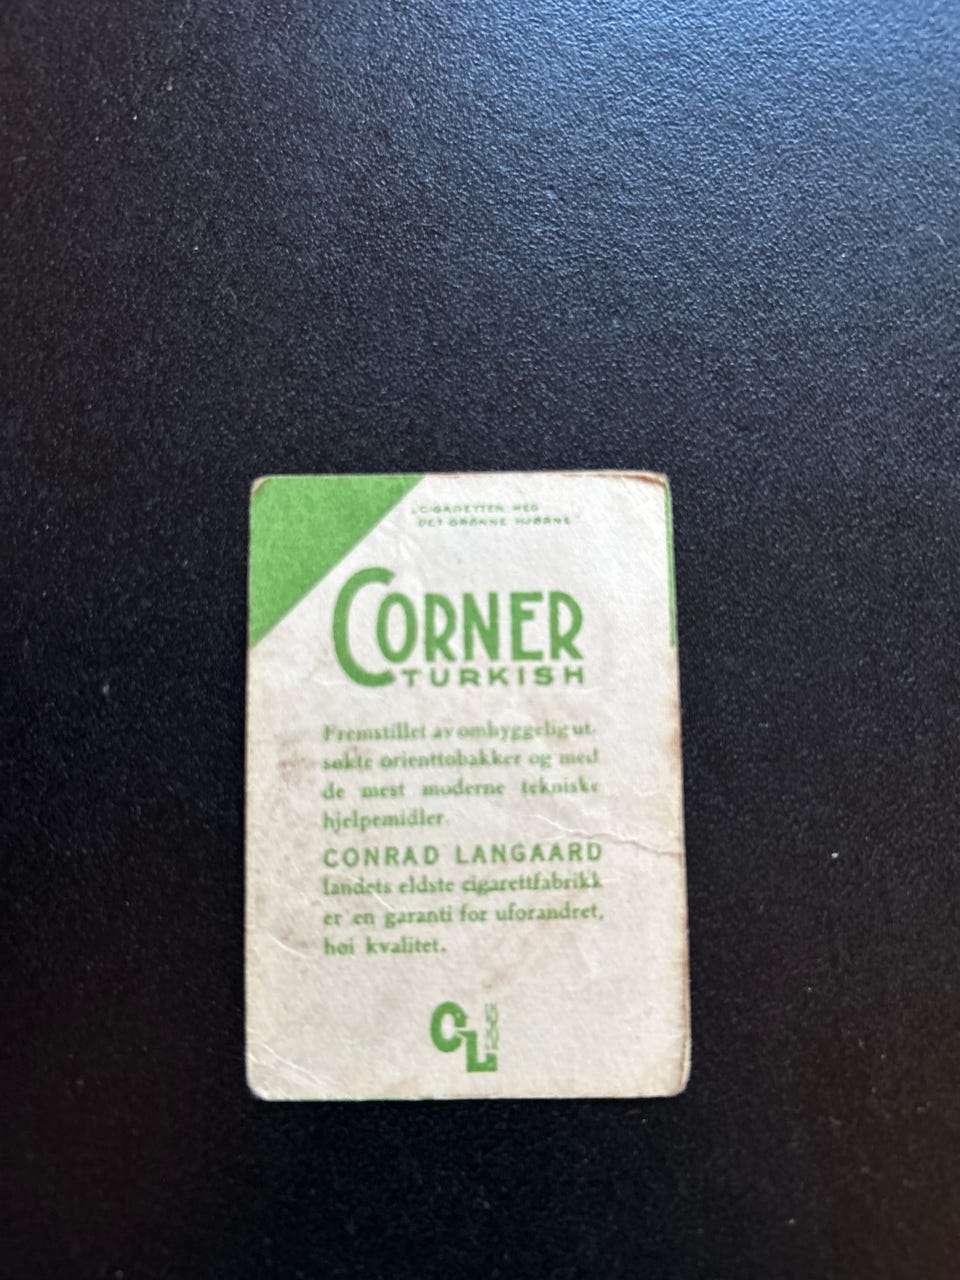 „CIGARETTEN MED
DET GRØNNE HJØRNE"
CORNER
TURKISH
Fremstillet av omhyggelig ut-
søkte orienttobakker og med
de mest moderne tekniske
hjelpemidler.
CONRAD LANGAARD
landets eldste cigarettfabrikk
er en garanti for uforandret,
høi kvalitet.
CL